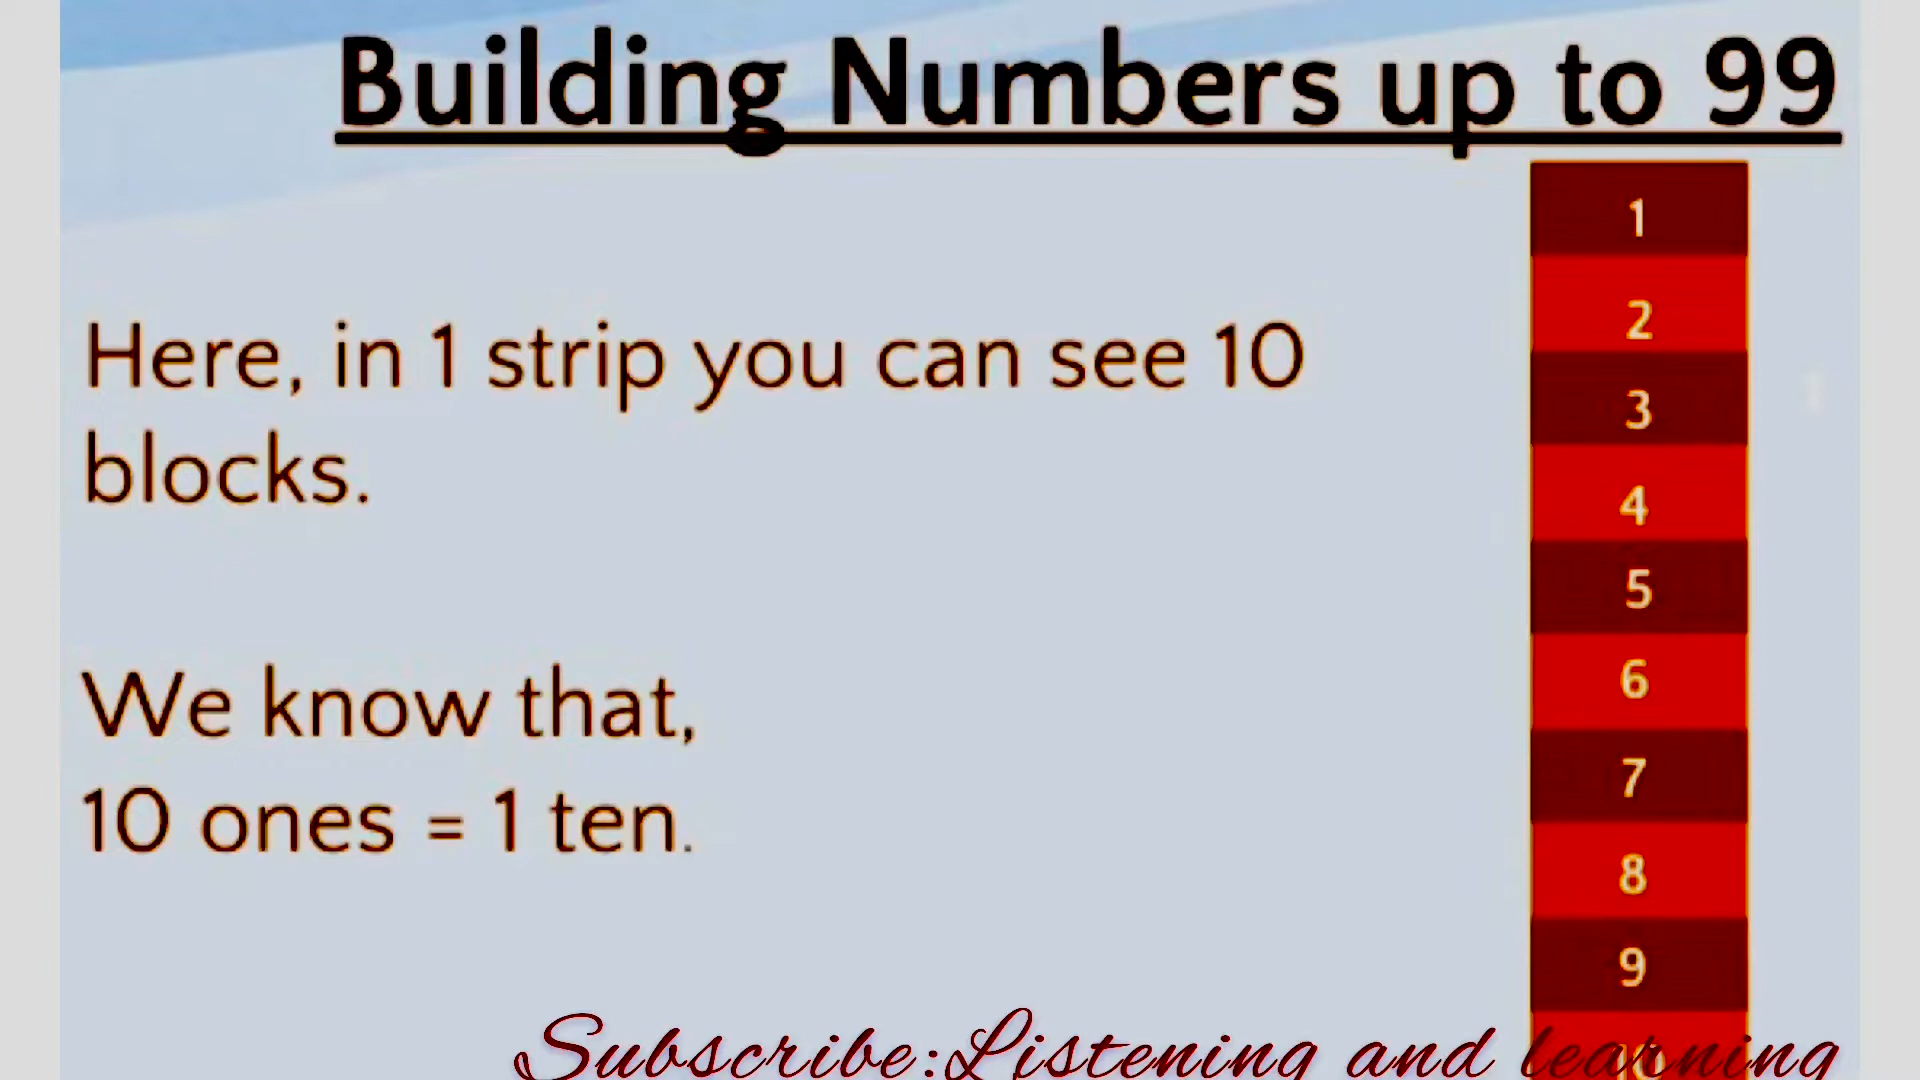 Building Numbers up to 99
1
2
Here, in 1 strip you can see 10
blocks.
3
4
5
6
We know that,
10 ones = 1 ten.
7
8
9
10
Subscribe:Listening and learning